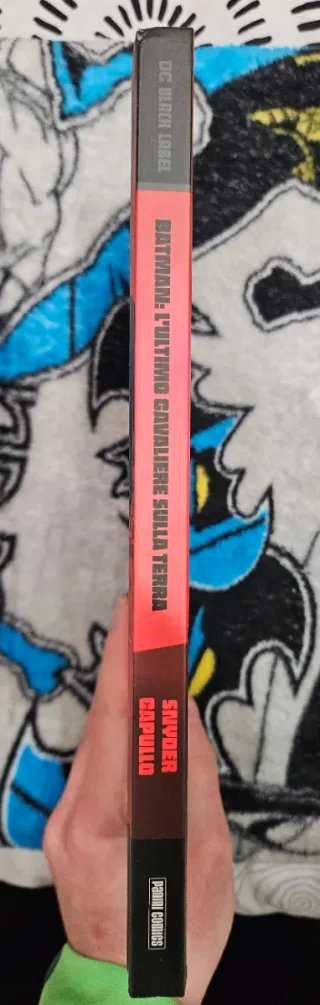 DC BLACK LABEL
BATMAN: L'ULTIMO CAVALIERE SULLA TERRA
SNYDER
CAPULLO
PANINI COMICS